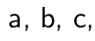 a, b, c,